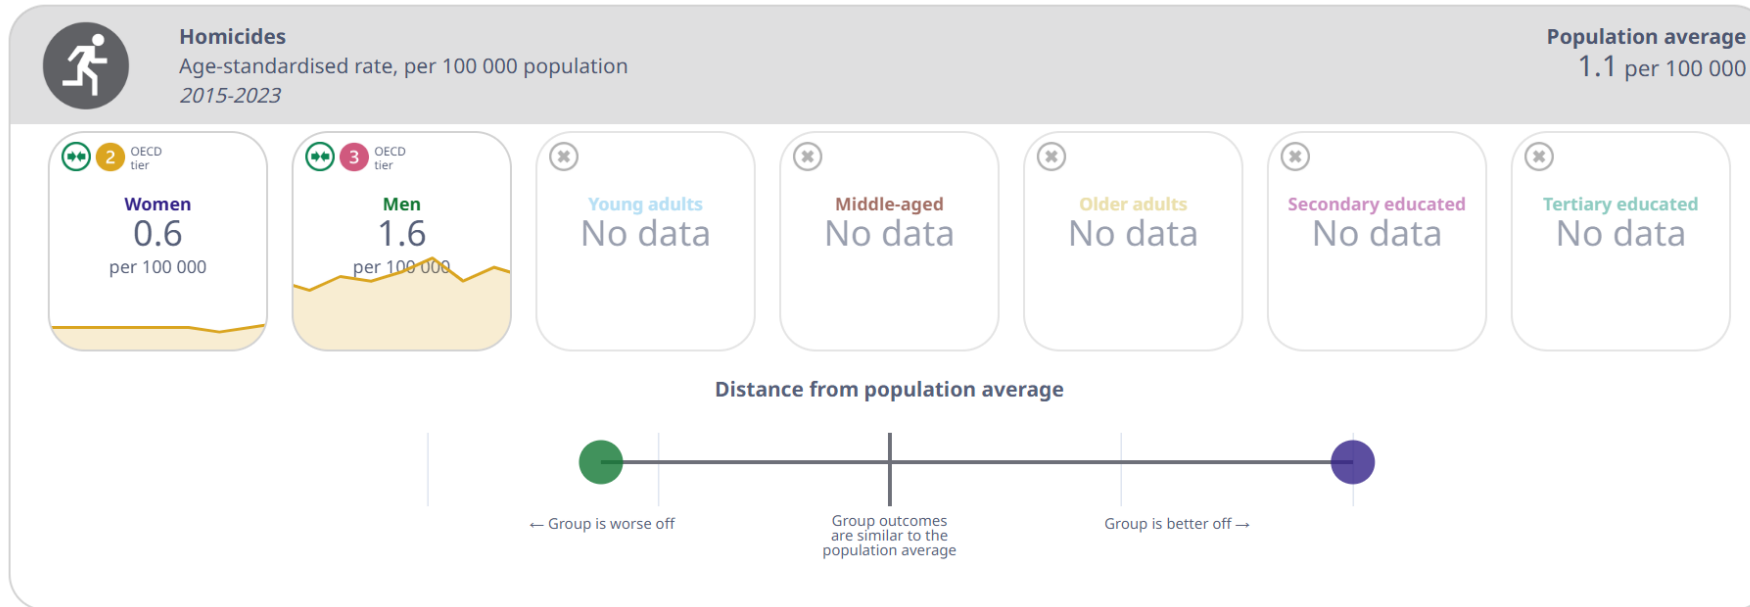 Homicides
Age-standardised rate, per 100 000 population
2015-2023
Population average
1.1 per 100 000
2 OECD
tier
Women
0.6
per 100 000
3 OECD
tier
Men
1.6
per 100 000
Young adults
No data
Middle-aged
No data
Older adults
No data
Secondary educated
No data
Tertiary educated
No data
Distance from population average
← Group is worse off
Group outcomes
are similar to the
population average
Group is better off →